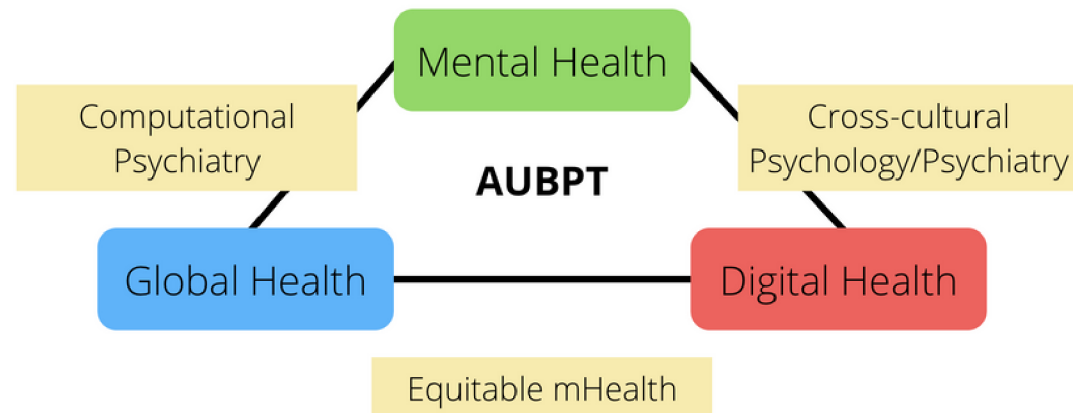 Mental Health
Computational
Psychiatry
Cross-cultural
Psychology/Psychiatry
AUBPT
Global Health
Digital Health
Equitable mHealth